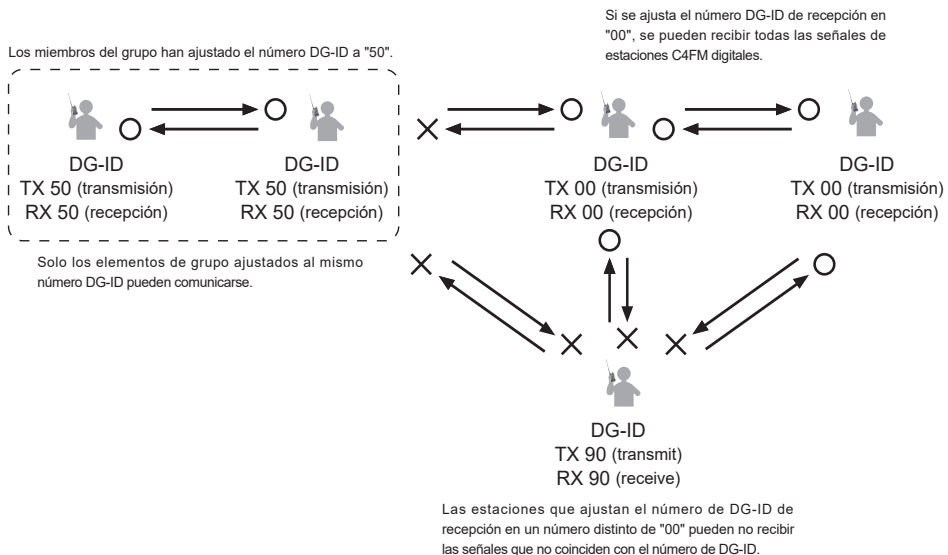 Si se ajusta el número DG-ID de recepción en
"00", se pueden recibir todas las señales de
estaciones C4FM digitales.
Los miembros del grupo han ajustado el número DG-ID a "50".
DG-ID
TX 50 (transmisión)
RX 50 (recepción)
DG-ID
TX 50 (transmisión)
RX 50 (recepción)
DG-ID
TX 00 (transmisión)
RX 00 (recepción)
DG-ID
TX 00 (transmisión)
RX 00 (recepción)
Solo los elementos de grupo ajustados al mismo
número DG-ID pueden comunicarse.
DG-ID
TX 90 (transmit)
RX 90 (receive)
Las estaciones que ajustan el número de DG-ID de
recepción en un número distinto de "00" pueden no recibir
las señales que no coinciden con el número de DG-ID.